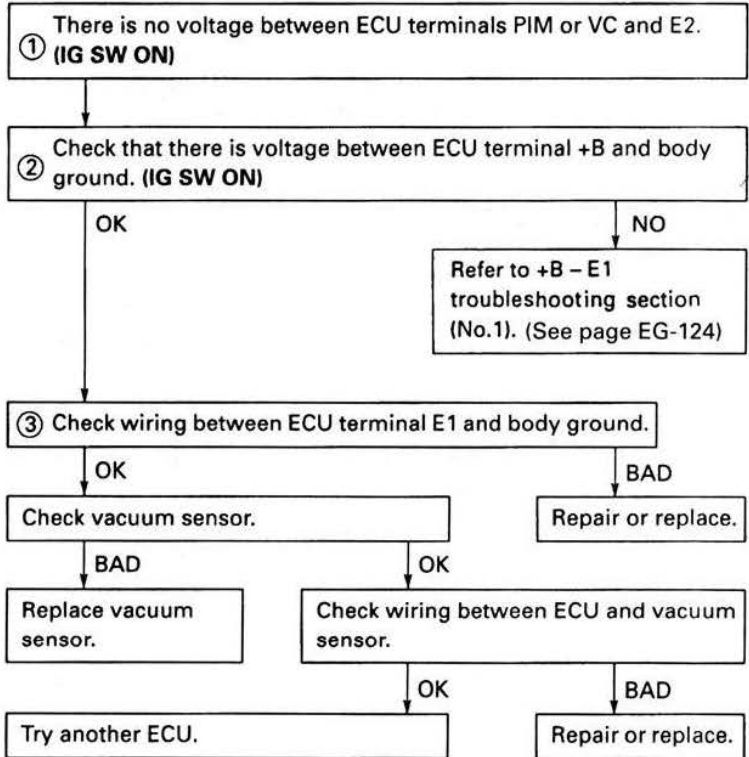 ① There is no voltage between ECU terminals PIM or VC and E2.
(IG SW ON)
② Check that there is voltage between ECU terminal +B and body
ground. (IG SW ON)
OK
NO
Refer to +B – E1
troubleshooting section
(No.1). (See page EG-124)
③ Check wiring between ECU terminal E1 and body ground.
OK
BAD
Check vacuum sensor.
Repair or replace.
BAD
OK
Replace vacuum
sensor.
Check wiring between ECU and vacuum
sensor.
OK
BAD
Try another ECU.
Repair or replace.